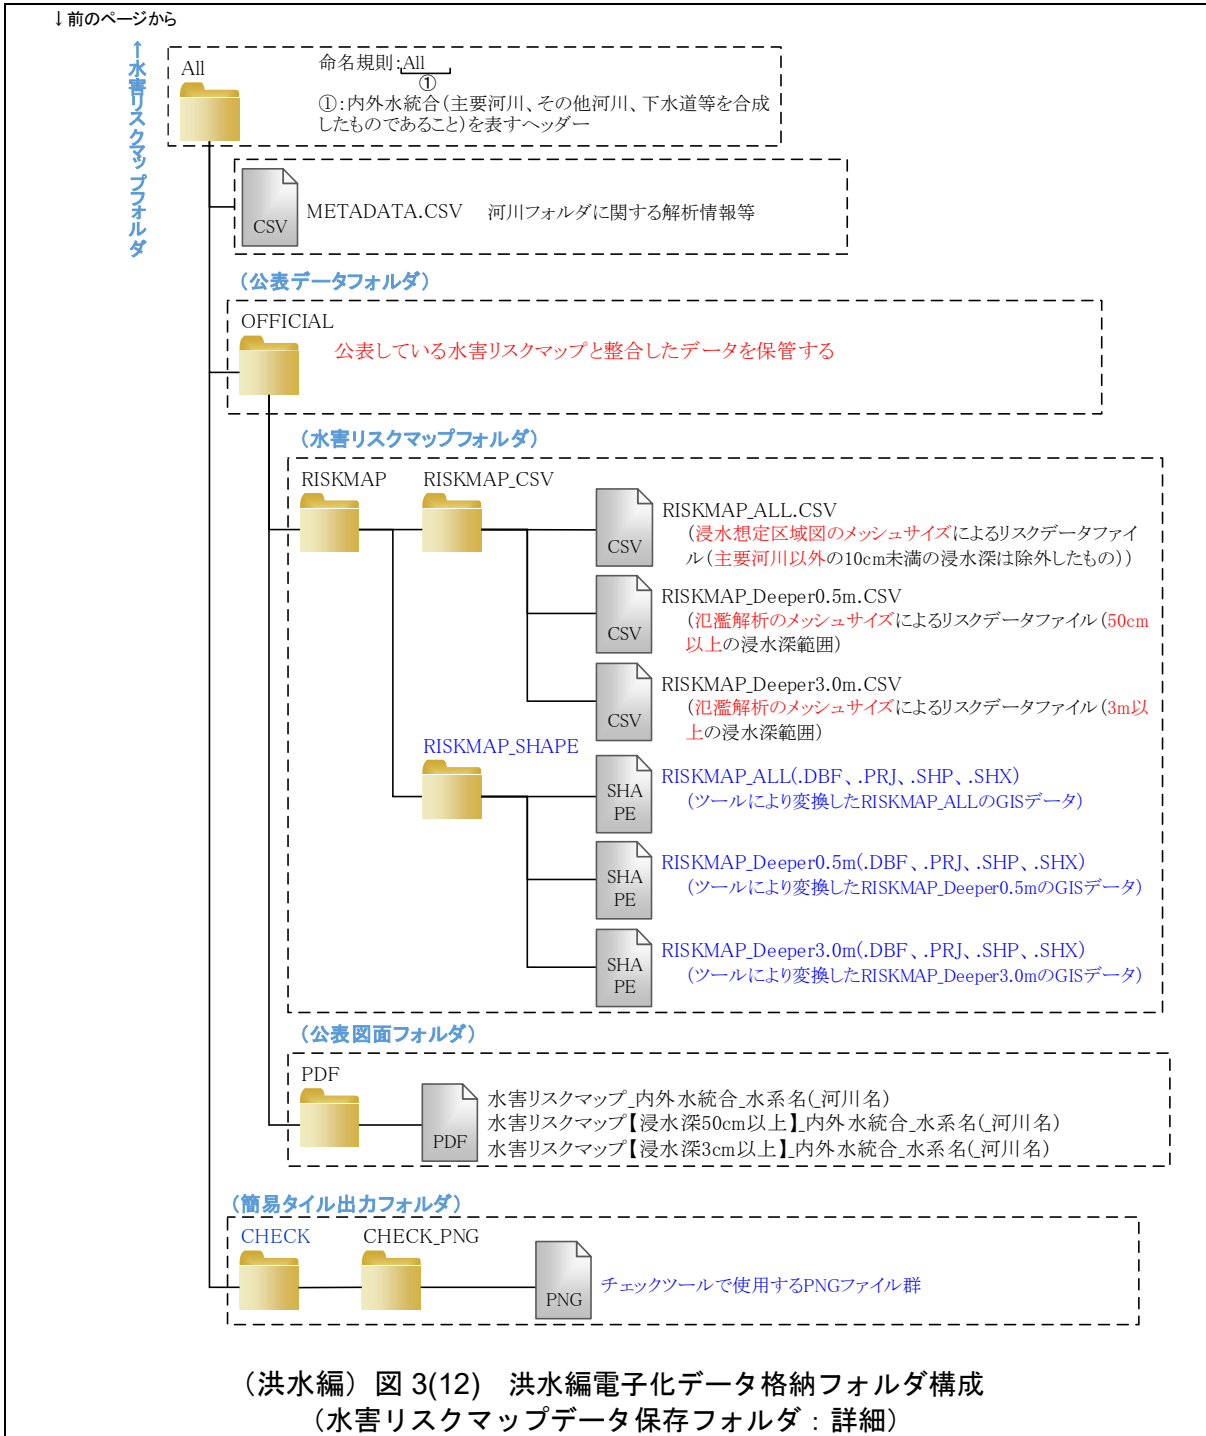 ↓前のページから
↑水害リスクマップフォルダ
All
命名規則:All
①
①:内外水統合(主要河川、その他河川、下水道等を合成
したものであること)を表すヘッダー
CSV
METADATA.CSV 河川フォルダに関する解析情報等
(公表データフォルダ)
OFFICIAL
公表している水害リスクマップと整合したデータを保管する
(水害リスクマップフォルダ)
RISKMAP
RISKMAP_CSV
CSV
RISKMAP_ALL.CSV
(浸水想定区域図のメッシュサイズによるリスクデータファイ
ル(主要河川以外の10cm未満の浸水深は除外したもの))
CSV
RISKMAP_Deeper0.5m.CSV
(氾濫解析のメッシュサイズによるリスクデータファイル(50cm
以上の浸水深範囲)
CSV
RISKMAP_Deeper3.0m.CSV
(氾濫解析のメッシュサイズによるリスクデータファイル(3m以
上の浸水深範囲)
RISKMAP_SHAPE
SHA
PE
RISKMAP_ALL(.DBF、.PRJ、.SHP、.SHX)
(ツールにより変換したRISKMAP_ALLのGISデータ)
SHA
PE
RISKMAP_Deeper0.5m(.DBF、.PRJ、.SHP、.SHX)
(ツールにより変換したRISKMAP_Deeper0.5mのGISデータ)
SHA
PE
RISKMAP_Deeper3.0m(.DBF、.PRJ、.SHP、.SHX)
(ツールにより変換したRISKMAP_Deeper3.0mのGISデータ)
(公表図面フォルダ)
PDF
PDF
水害リスクマップ_内外水統合_水系名(_河川名)
水害リスクマップ【浸水深50cm以上】_内外水統合_水系名(_河川名)
水害リスクマップ【浸水深3cm以上】_内外水統合_水系名(_河川名)
(簡易タイル出力フォルダ)
CHECK
CHECK_PNG
PNG
チェックツールで使用するPNGファイル群
(洪水編) 図 3(12) 洪水編電子化データ格納フォルダ構成
(水害リスクマップデータ保存フォルダ:詳細)